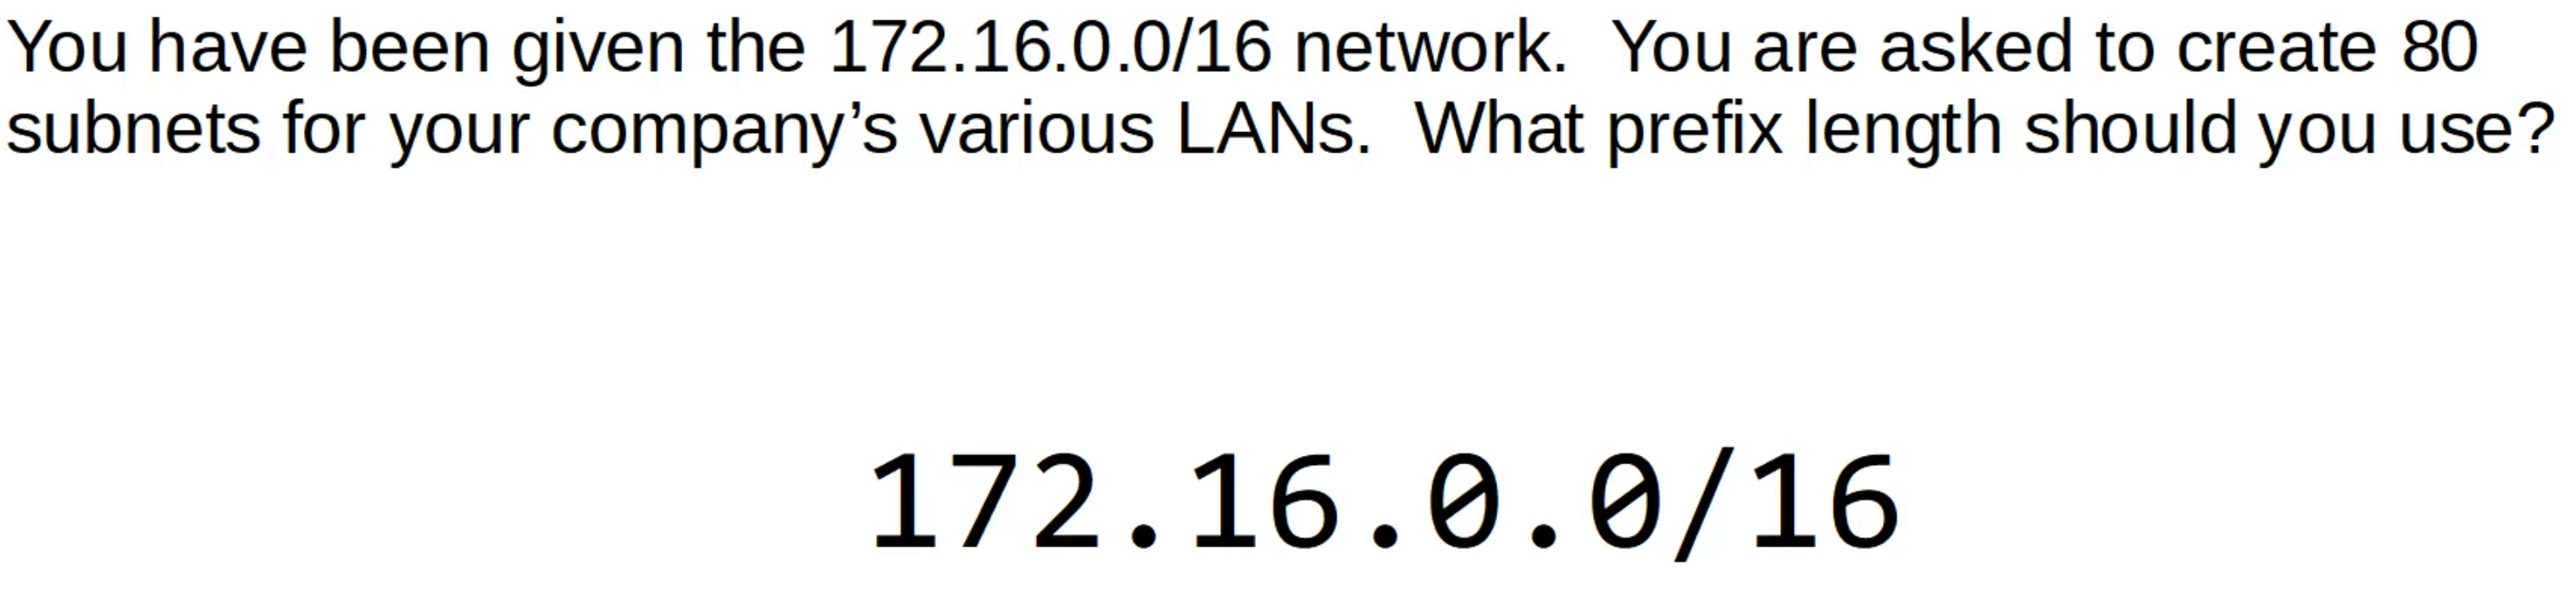 You have been given the 172.16.0.0/16 network.  You are asked to create 80
subnets for your company’s various LANs.  What prefix length should you use?
172.16.0.0/16